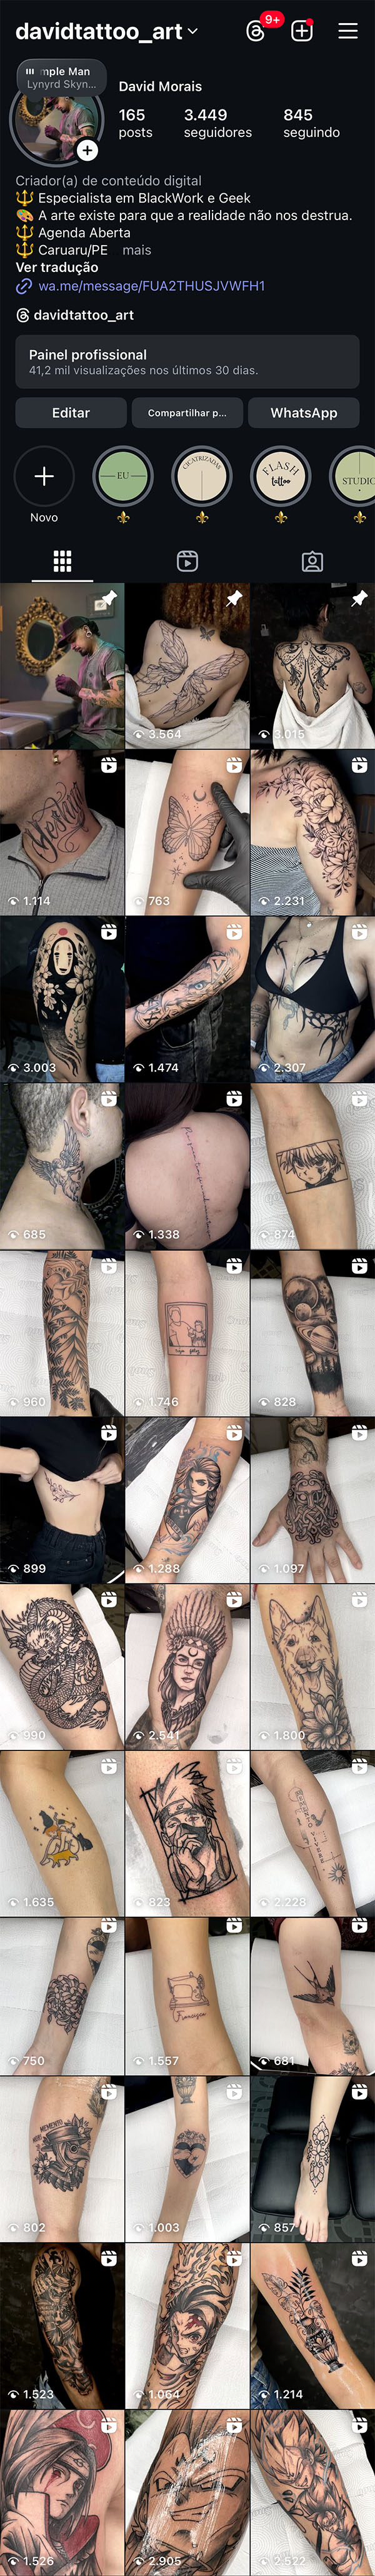 davidtattoo_art
9+
mple Man
Lynyrd Skyn...
David Morais
165 3.449 845
posts seguidores seguindo
Criador(a) de conteúdo digital
🔱 Especialista em BlackWork e Geek
🎨 A arte existe para que a realidade não nos destrua.
🔱 Agenda Aberta
🔱 Caruaru/PE mais
Ver tradução
wa.me/message/FUA2THUSJVWFH1
davidtattoo_art
Painel profissional
41,2 mil visualizações nos últimos 30 dias.
Editar Compartilhar p... WhatsApp
EU CICATRIZADAS FLASH tattoo STUDIO
Novo ⚜️ ⚜️ ⚜️ ⚜️
3.564 3.015
1.114 763 2.231
3.003 1.474 2.307
685 1.338 874
960 1.746 828
899 1.288 1.097
990 2.541 1.800
1.635 823 2.228
Francisca
750 1.557 681
MEMENTO
802 1.003 857
1.523 1.064 1.214
1.526 2.905 2.522